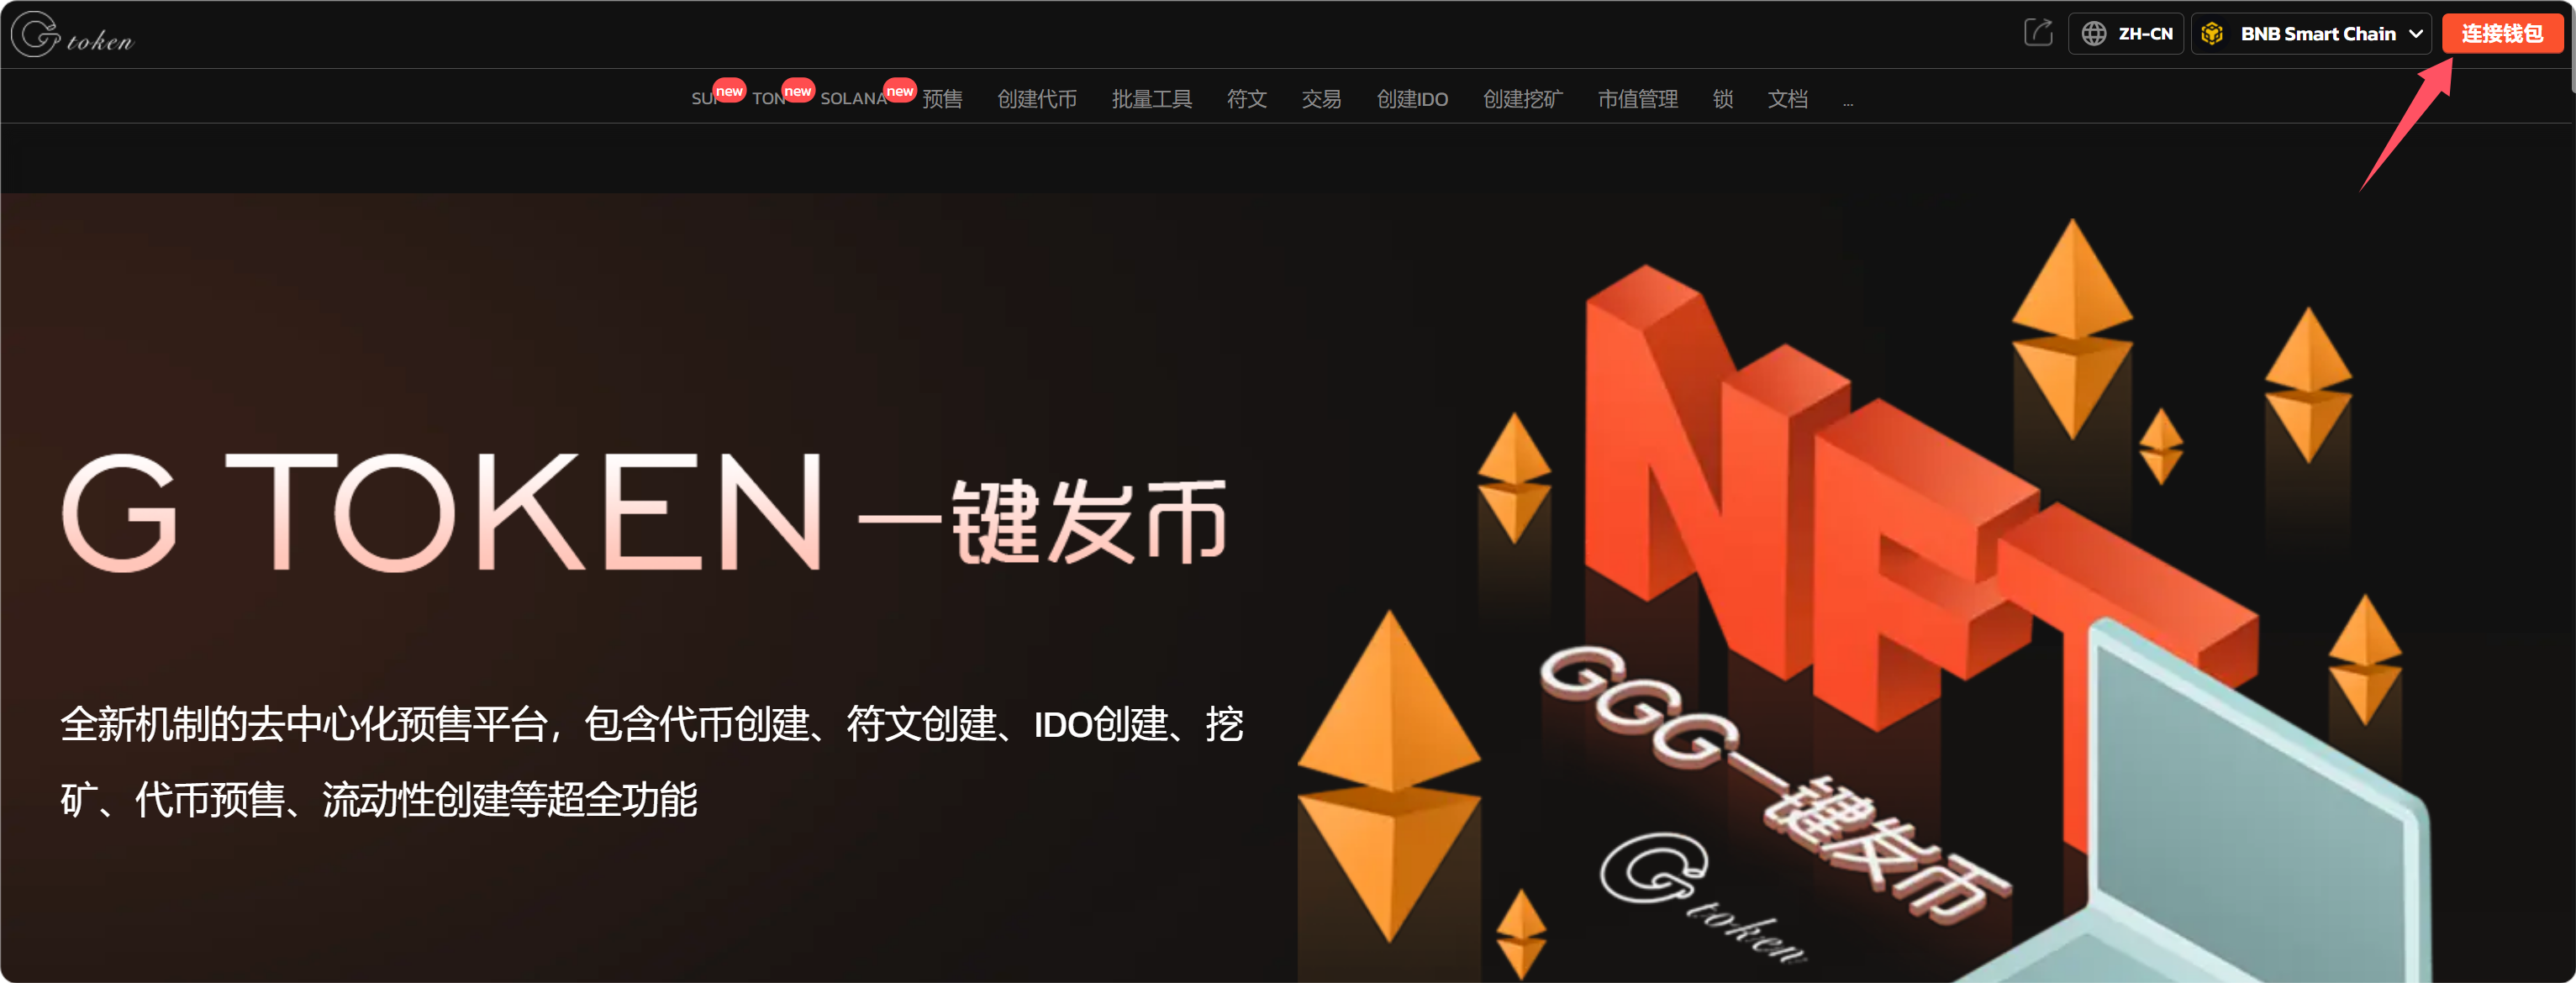 G token
ZH-CN
BNB Smart Chain
连接钱包
new
TON
new
SOLANA
new
预售
创建代币
批量工具
符文
交易
创建IDO
创建挖矿
市值管理
锁
文档
...
G TOKEN 一键发币
全新机制的去中心化预售平台，包含代币创建、符文创建、IDO创建、挖
矿、代币预售、流动性创建等超全功能
NFT
GGG一键发币
G token